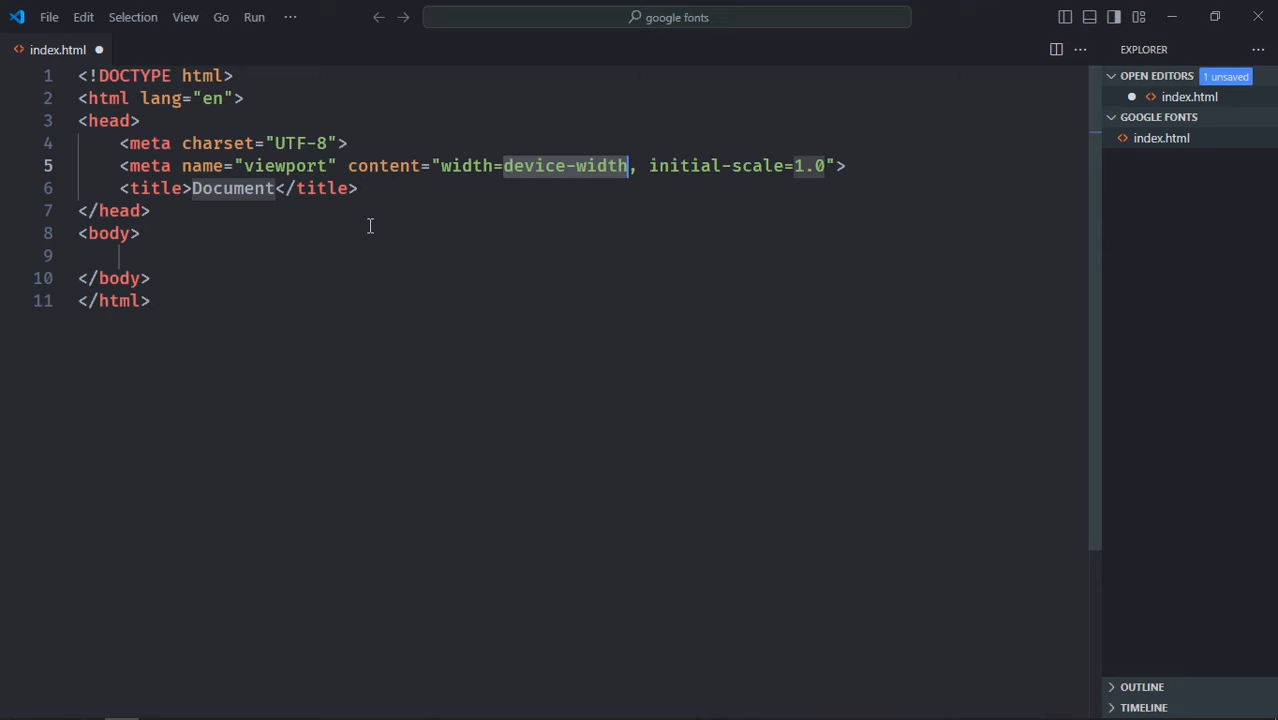 File Edit Selection View Go Run ··· google fonts
index.html
1 <!DOCTYPE html>
2 <html lang="en">
3 <head>
4 <meta charset="UTF-8">
5 <meta name="viewport" content="width=device-width, initial-scale=1.0">
6 <title>Document</title>
7 </head>
8 <body>
9
10 </body>
11 </html>
EXPLORER ···
OPEN EDITORS 1 unsaved
index.html
GOOGLE FONTS
index.html
OUTLINE
TIMELINE